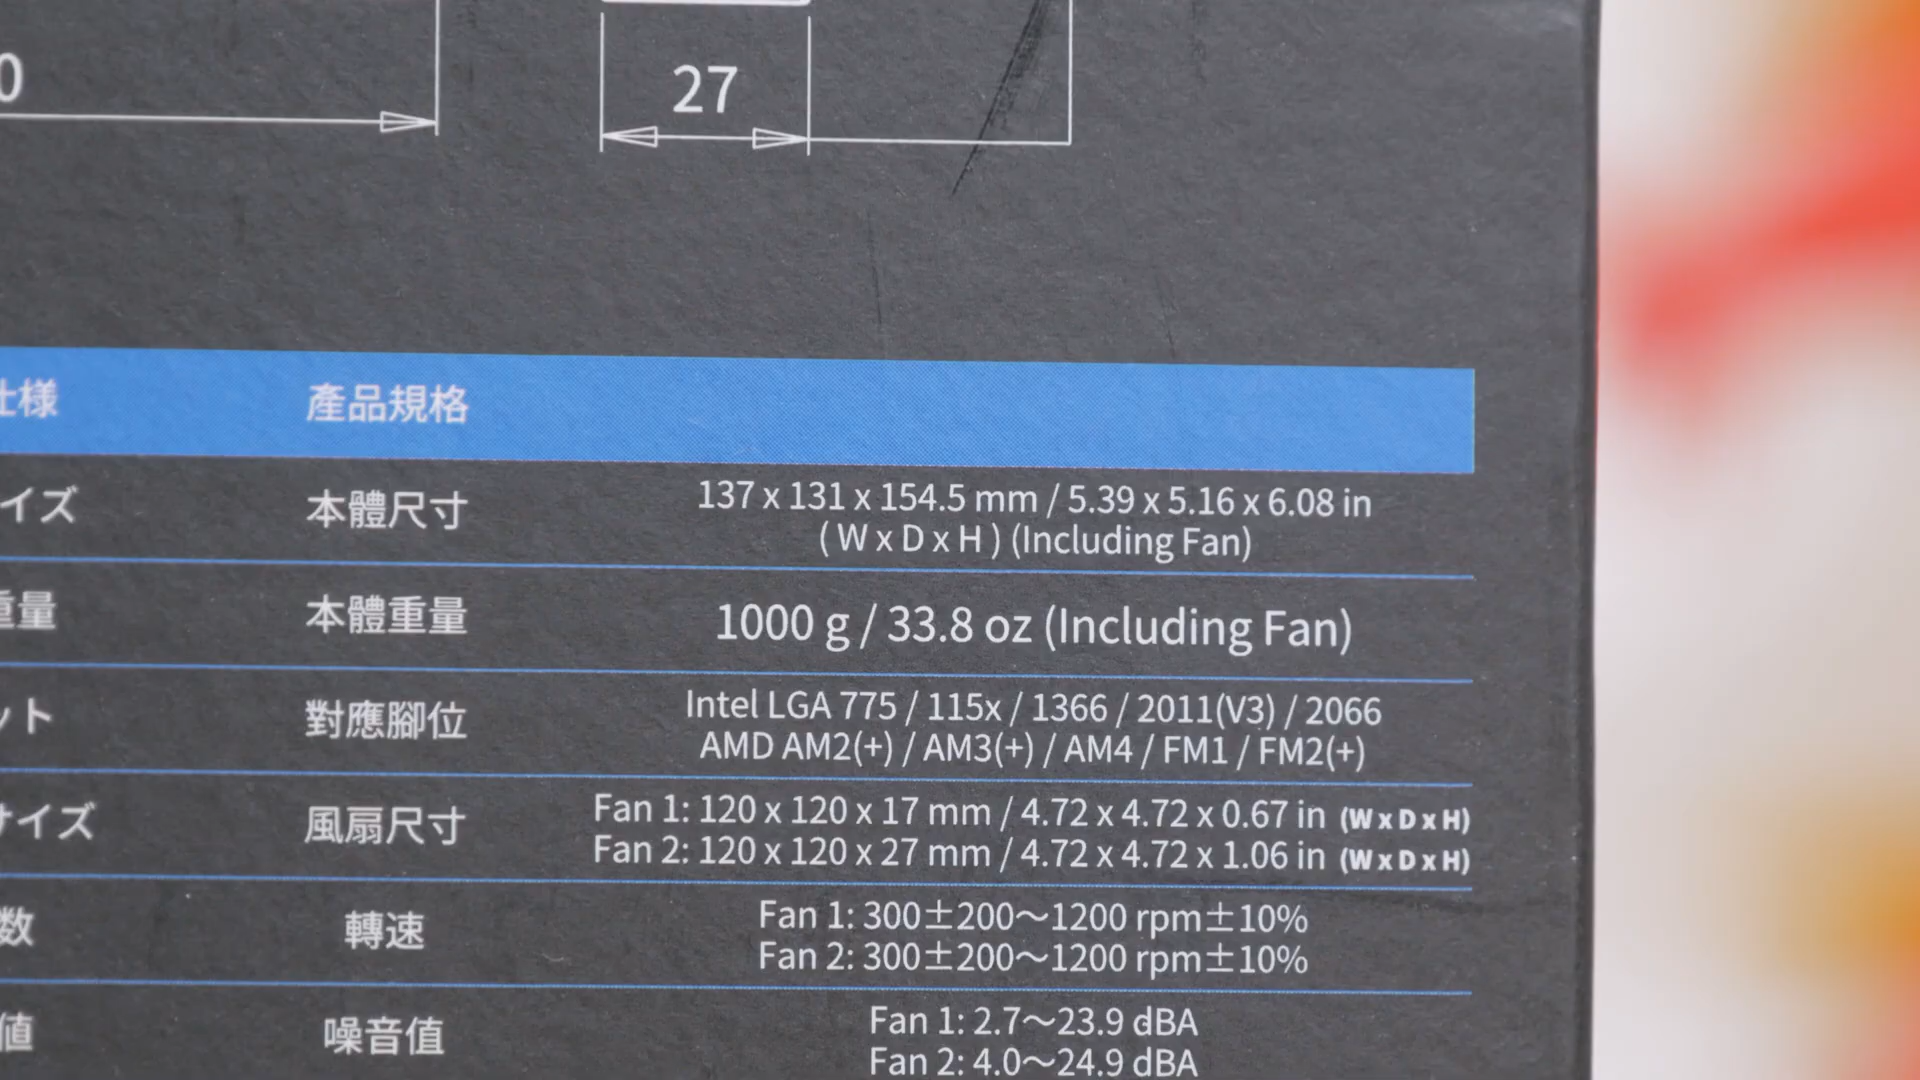 0
27
仕様 產品規格
イズ 本體尺寸 137 x 131 x 154.5 mm / 5.39 x 5.16 x 6.08 in
( W x D x H ) (Including Fan)
重量 本體重量 1000 g / 33.8 oz (Including Fan)
ット 對應腳位 Intel LGA 775 / 115x / 1366 / 2011(V3) / 2066
AMD AM2(+) / AM3(+) / AM4 / FM1 / FM2(+)
サイズ 風扇尺寸 Fan 1: 120 x 120 x 17 mm / 4.72 x 4.72 x 0.67 in (W x D x H)
Fan 2: 120 x 120 x 27 mm / 4.72 x 4.72 x 1.06 in (W x D x H)
数 轉速 Fan 1: 300±200～1200 rpm±10%
Fan 2: 300±200～1200 rpm±10%
値 噪音值 Fan 1: 2.7～23.9 dBA
Fan 2: 4.0～24.9 dBA